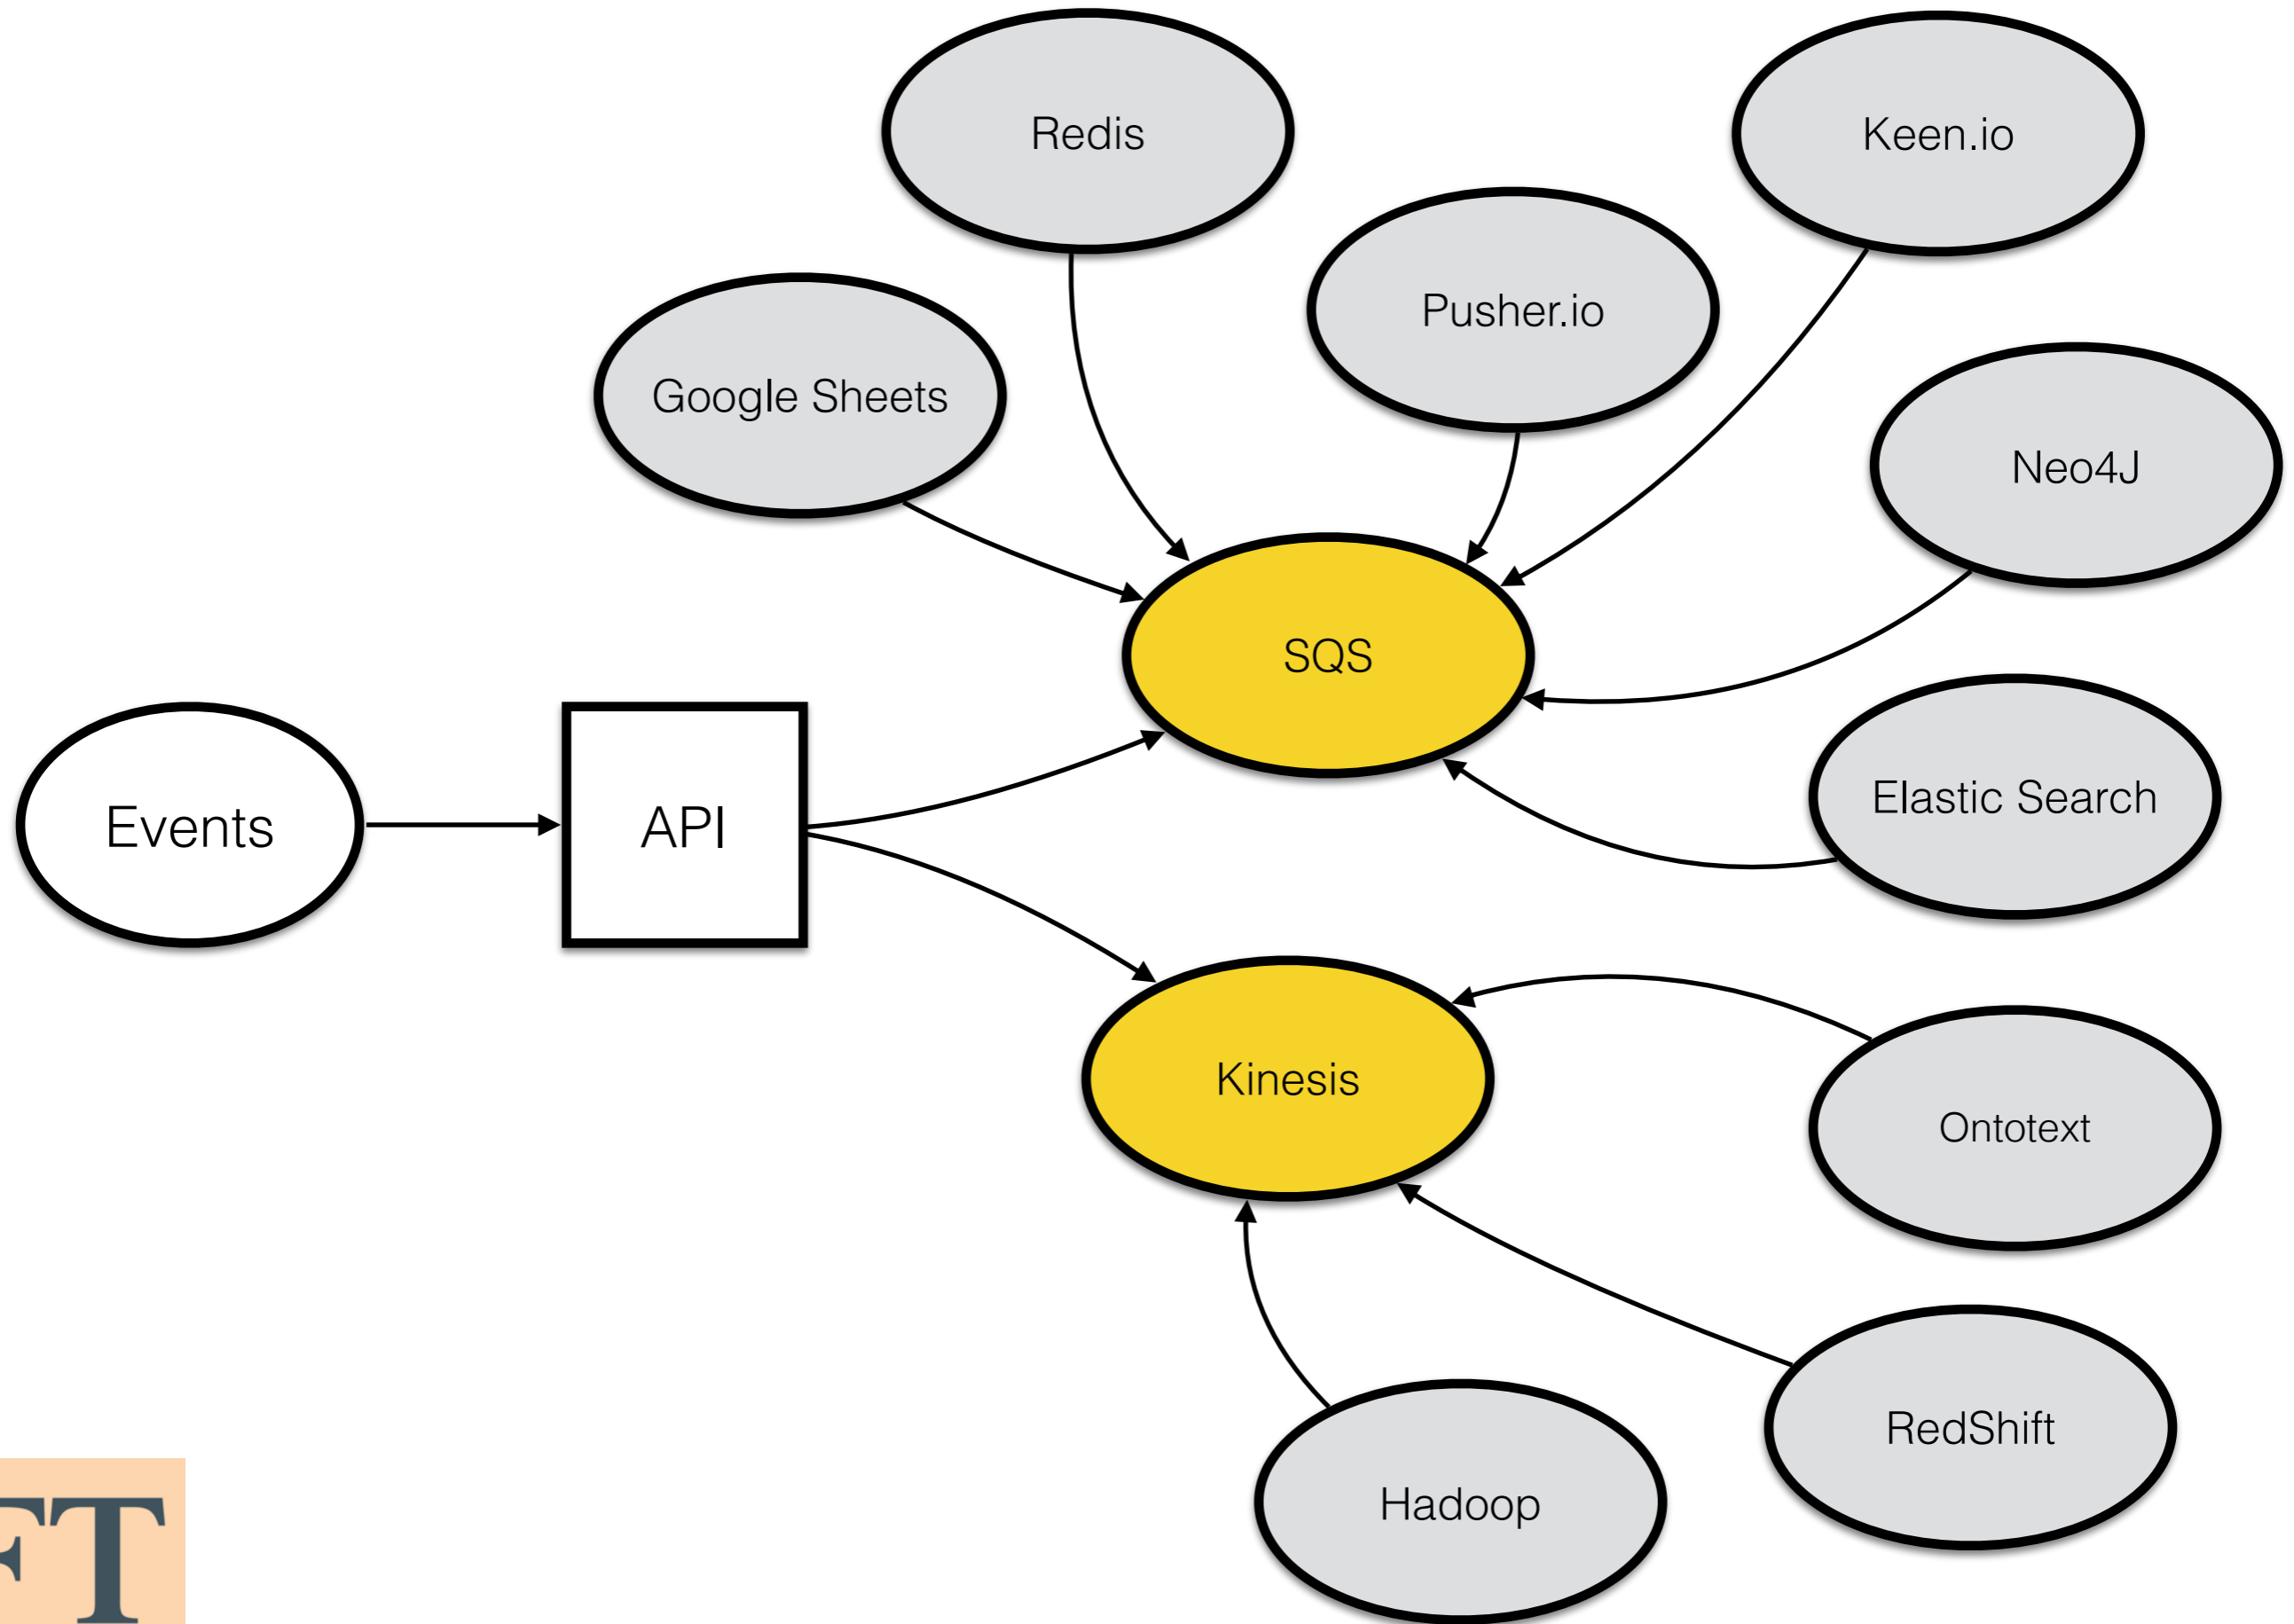 Redis
Keen.io
Pusher.io
Google Sheets
Neo4J
SQS
Elastic Search
Events
API
Kinesis
Ontotext
RedShift
Hadoop
FT